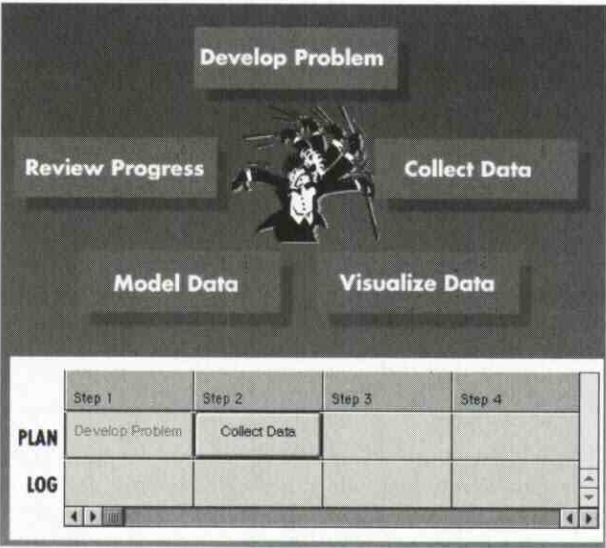 Develop Problem
Review Progress
Collect Data
Model Data
Visualize Data
Step 1 Step 2 Step 3 Step 4
PLAN Develop Problem Collect Data
LOG